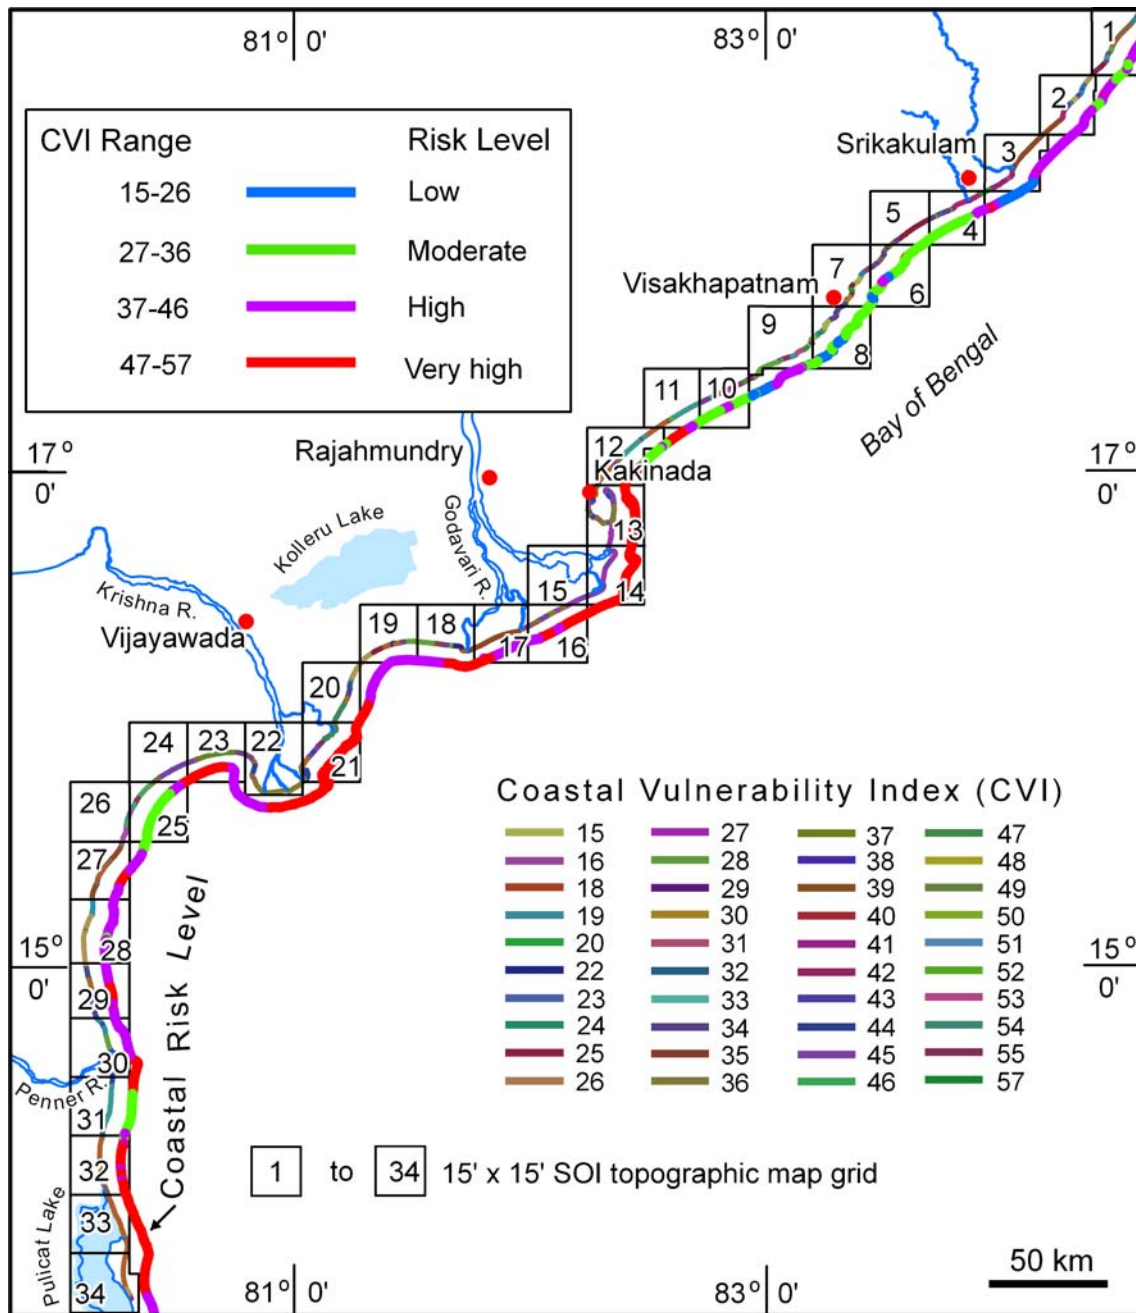 81° 0'
83° 0'
1
2
Srikakulam
3
CVI Range Risk Level
15-26 Low
27-36 Moderate
37-46 High
47-57 Very high
5
4
7
Visakhapatnam
6
9
8
Bay of Bengal
11
10
12
Rajahmundry
Kakinada
17° 0'
17° 0'
Kolleru Lake
Godavari R.
13
Krishna R.
15
14
Vijayawada
19
18
17
16
20
24
23
22
21
26
25
27
Coastal Vulnerability Index (CVI)
15 27 37 47
16 28 38 48
18 29 39 49
19 30 40 50
20 31 41 51
22 32 42 52
23 33 43 53
24 34 44 54
25 35 45 55
26 36 46 57
28
15° 0'
15° 0'
29
Coastal Risk Level
30
Penner R.
31
32
1 to 34 15' x 15' SOI topographic map grid
Pulicat Lake
33
34
81° 0'
83° 0'
50 km